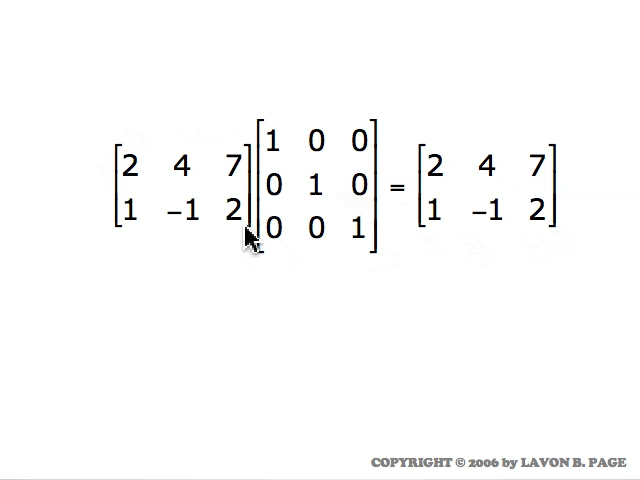 [2 4 7; 1 −1 2] [1 0 0; 0 1 0; 0 0 1] = [2 4 7; 1 −1 2]
COPYRIGHT © 2006 by LAVON B. PAGE